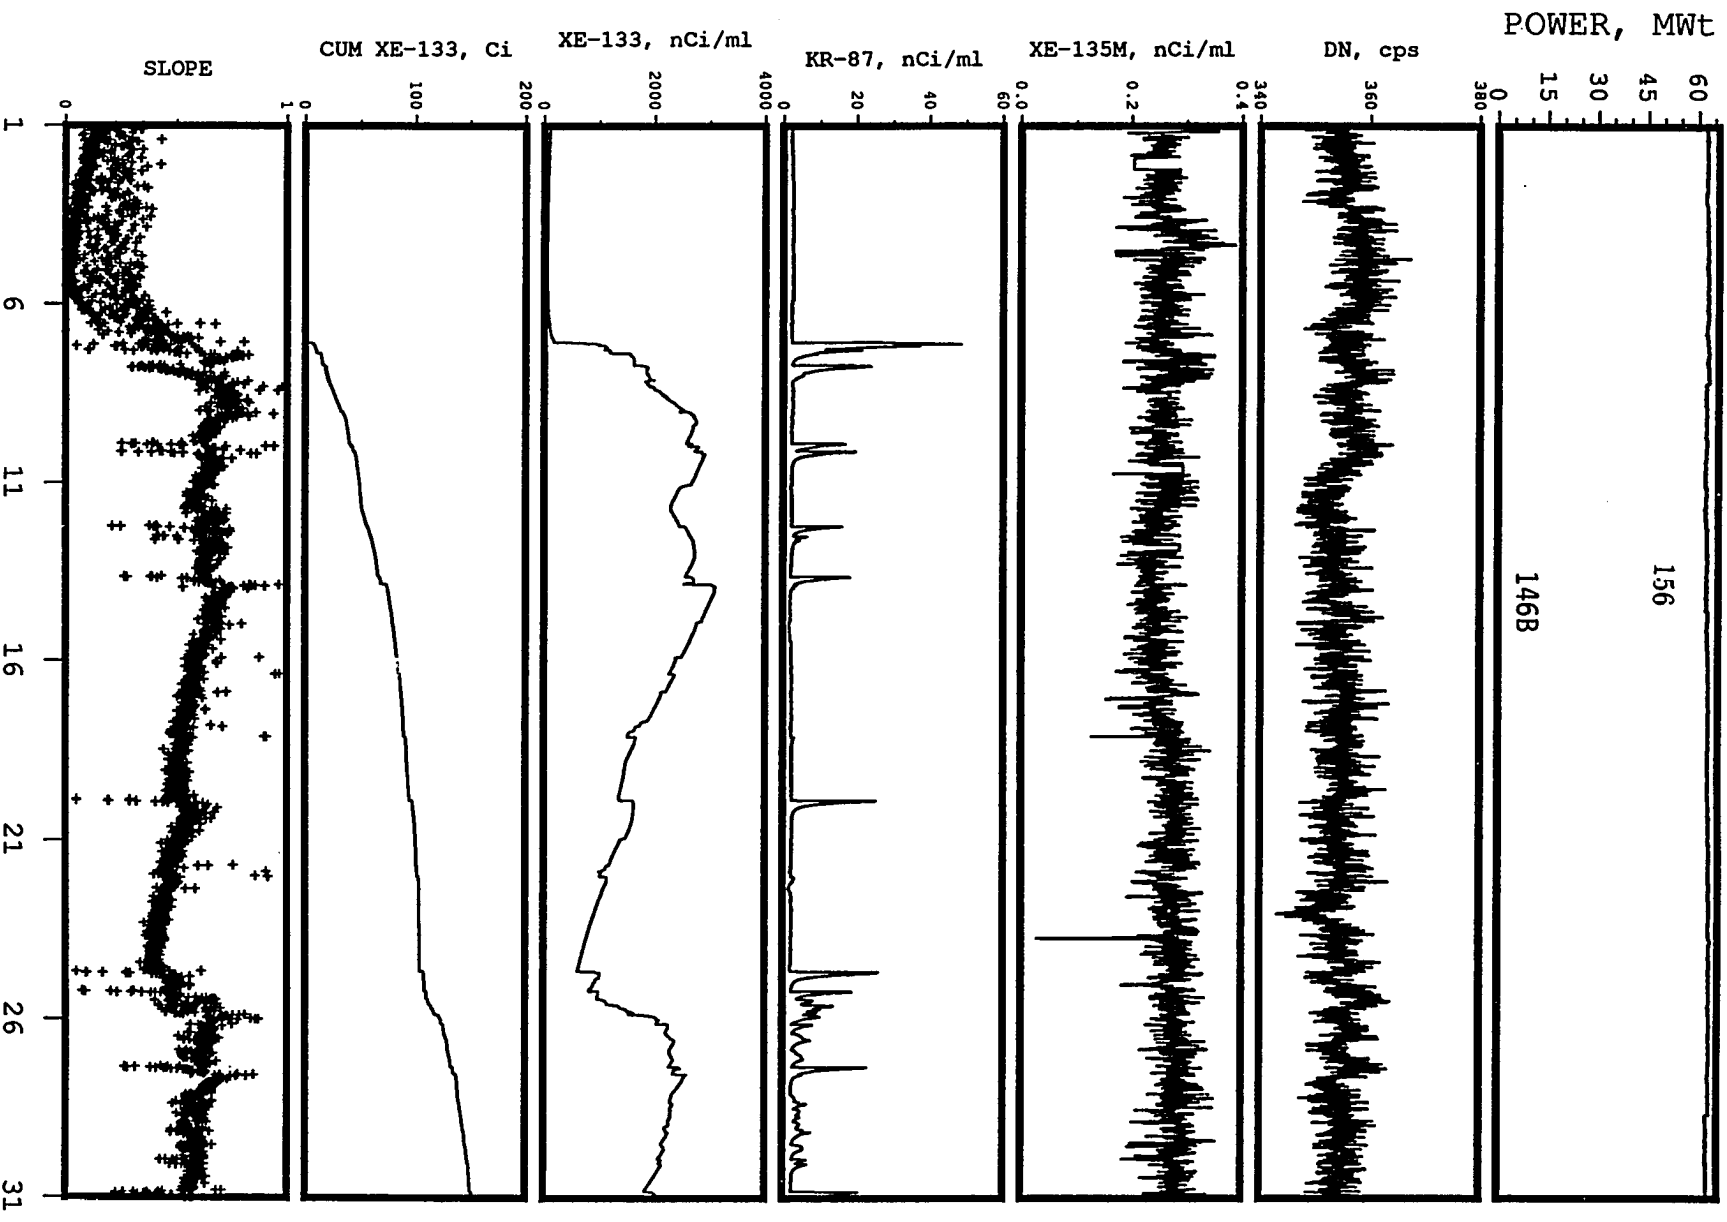 POWER, MWt
0 15 30 45 60
156
146B
DN, cps
340 360 380
XE-135M, nCi/ml
0.0 0.2 0.4
KR-87, nCi/ml
0 20 40 60
XE-133, nCi/ml
0 2000 4000
CUM XE-133, Ci
0 100 200
SLOPE
0 1
1 6 11 16 21 26 31